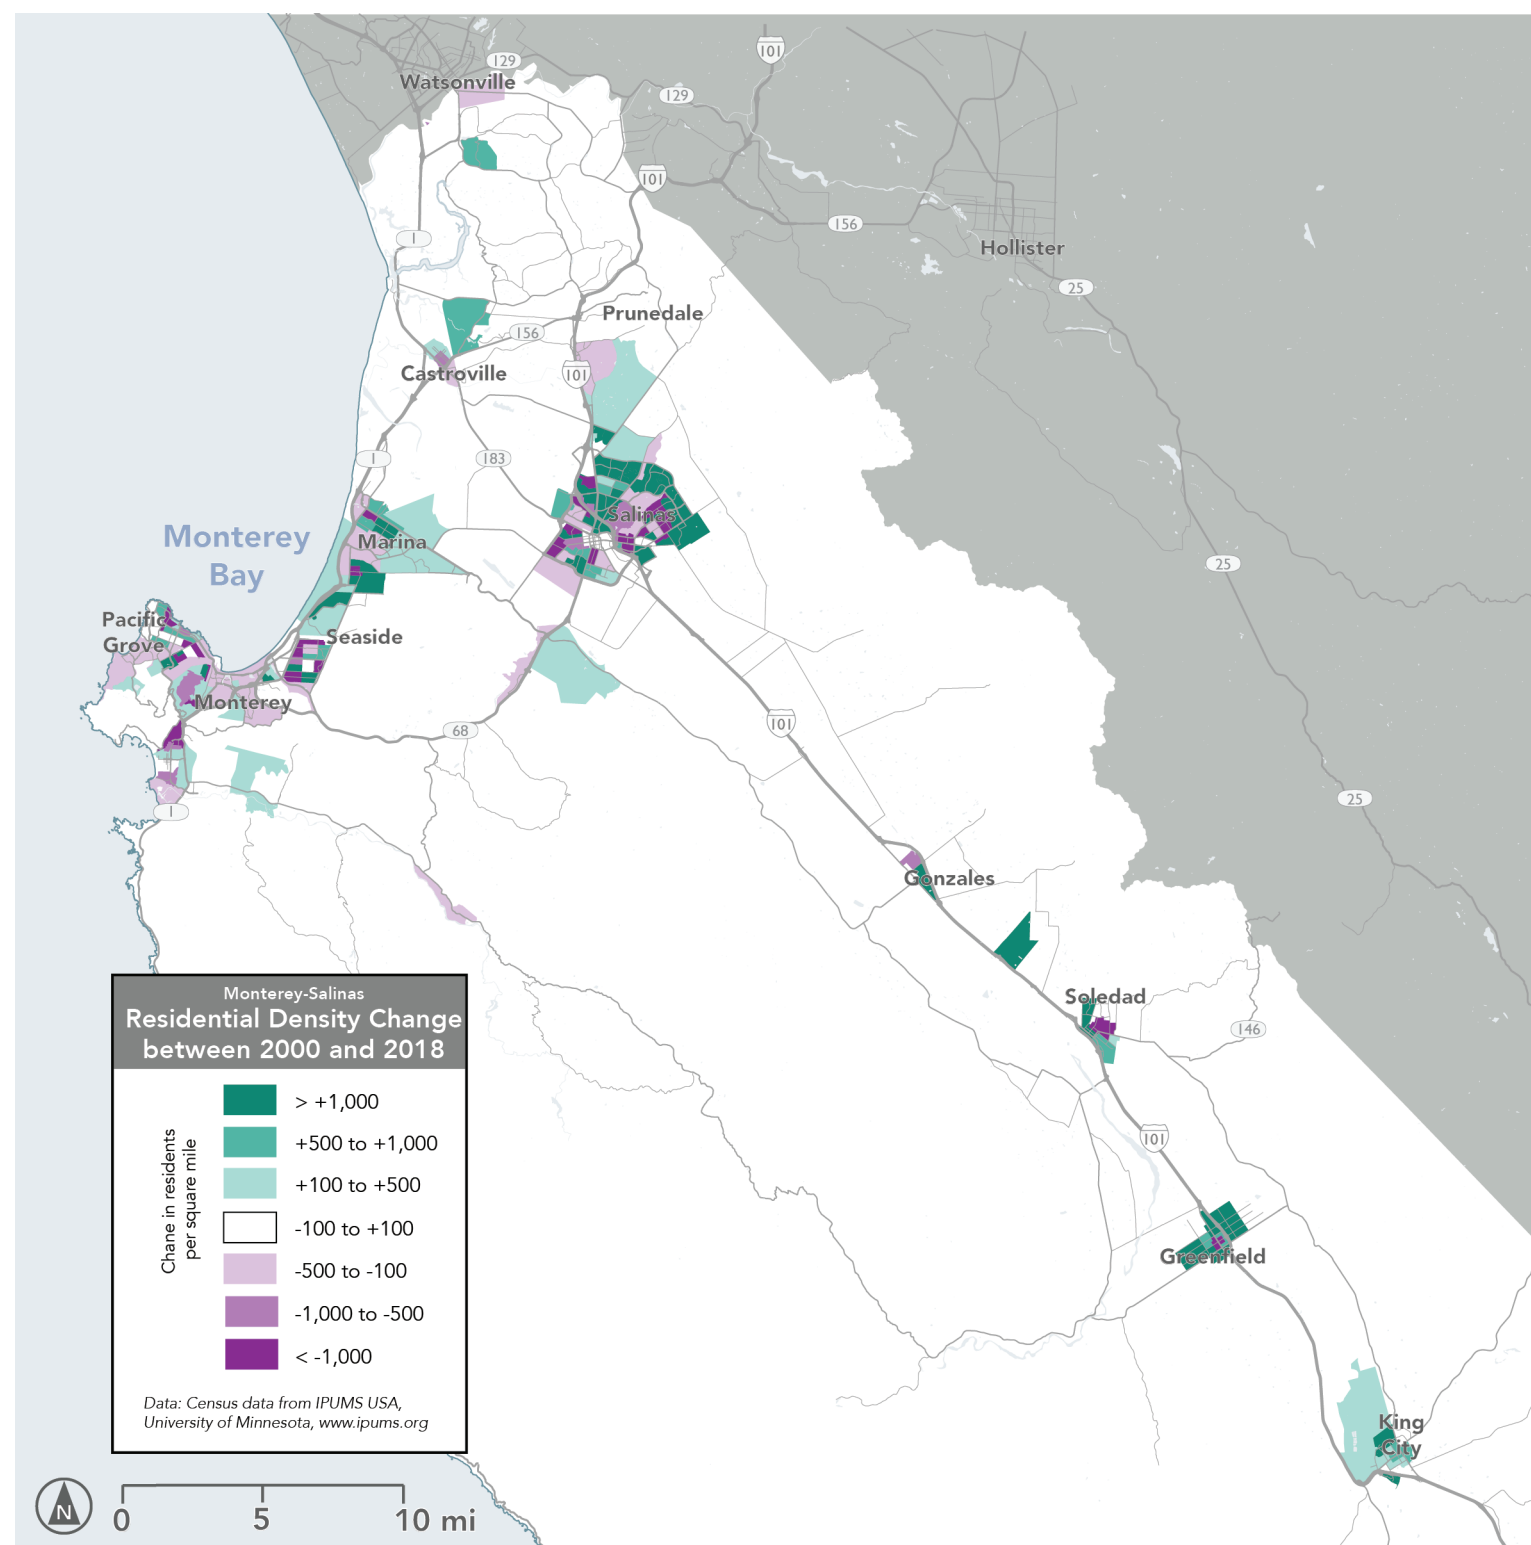 129
101
Watsonville
129
101
156
1
Hollister
25
Prunedale
156
Castroville
101
1
183
Salinas
Monterey
Bay
Marina
25
Pacific
Grove
Seaside
Monterey
68
101
25
1
Gonzales
Soledad
146
101
Greenfield
King
City
Monterey-Salinas
Residential Density Change
between 2000 and 2018
Chane in residents
per square mile
> +1,000
+500 to +1,000
+100 to +500
-100 to +100
-500 to -100
-1,000 to -500
< -1,000
Data: Census data from IPUMS USA,
University of Minnesota, www.ipums.org
N
0 5 10 mi